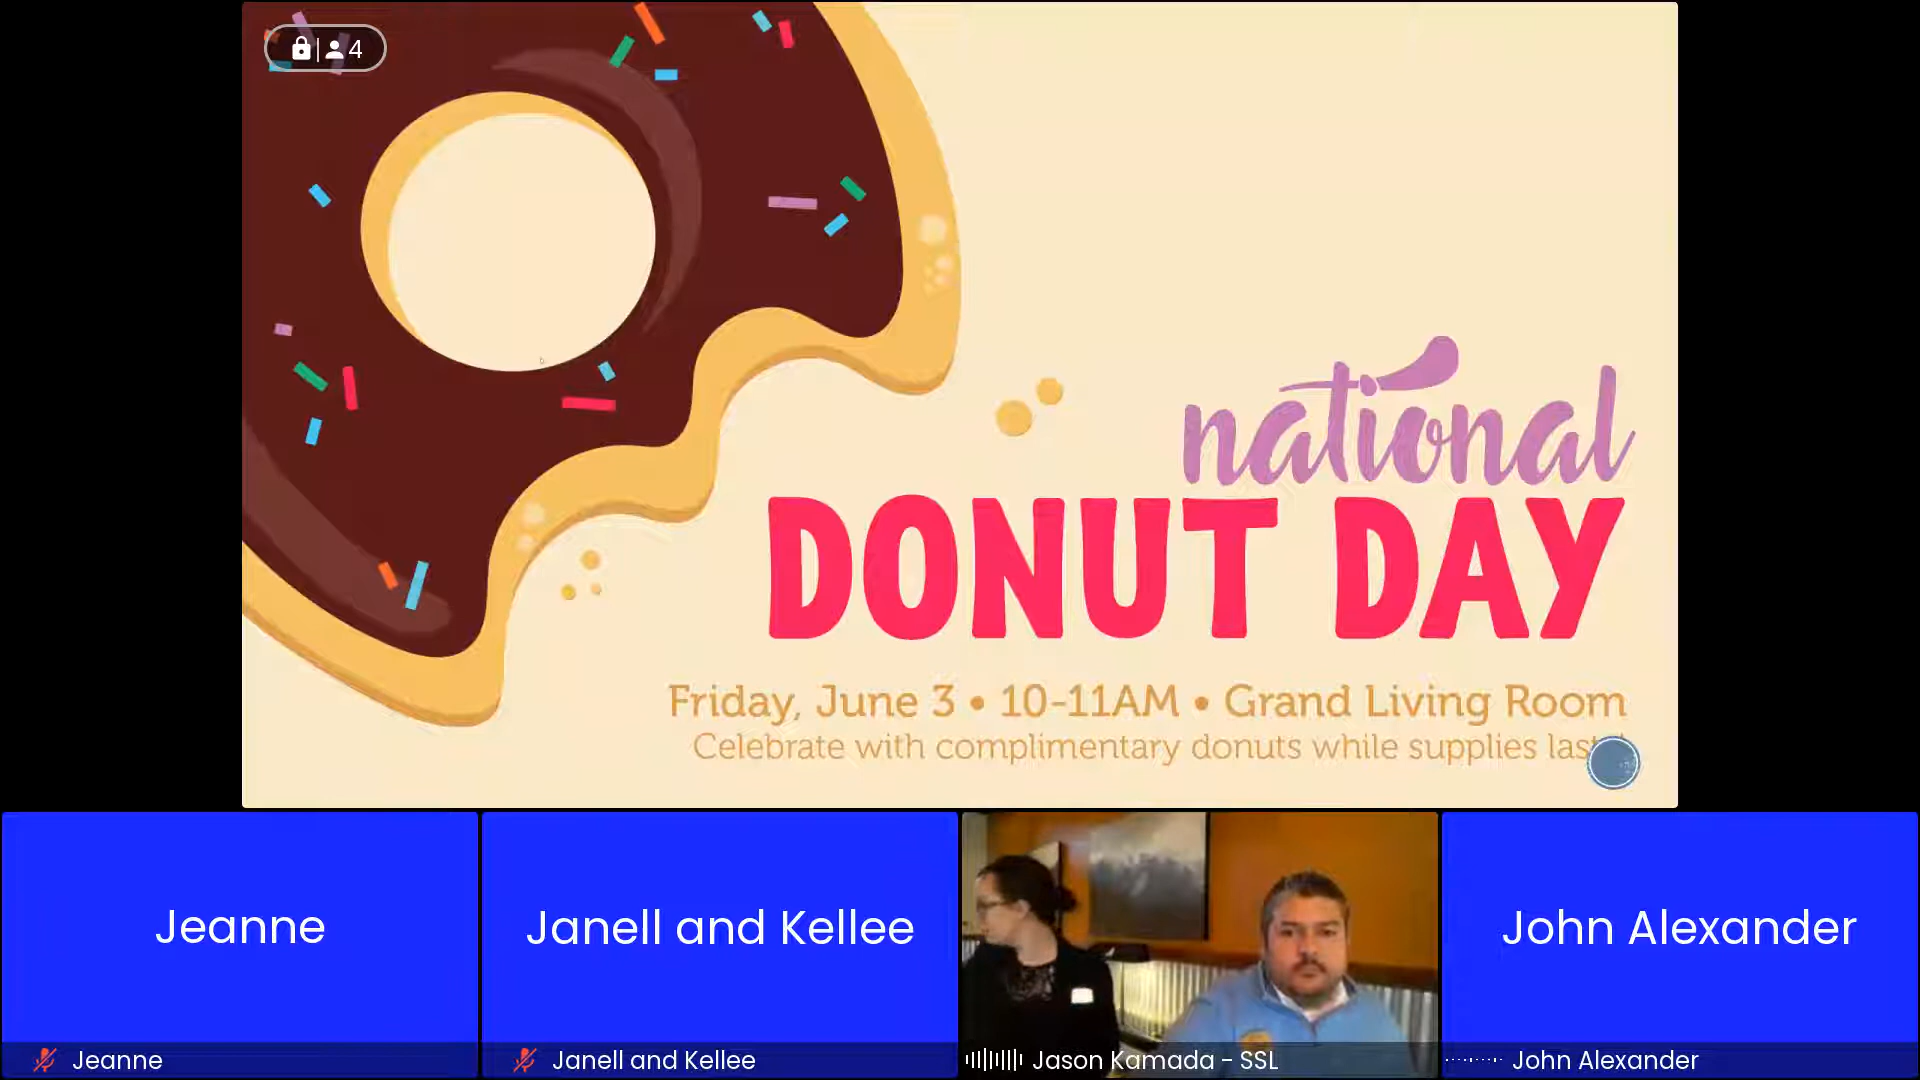 4
national
DONUT DAY
Friday, June 3 • 10-11AM • Grand Living Room
Celebrate with complimentary donuts while supplies last!
Jeanne
Janell and Kellee
John Alexander
Jeanne
Janell and Kellee
Jason Kamada - SSL
John Alexander